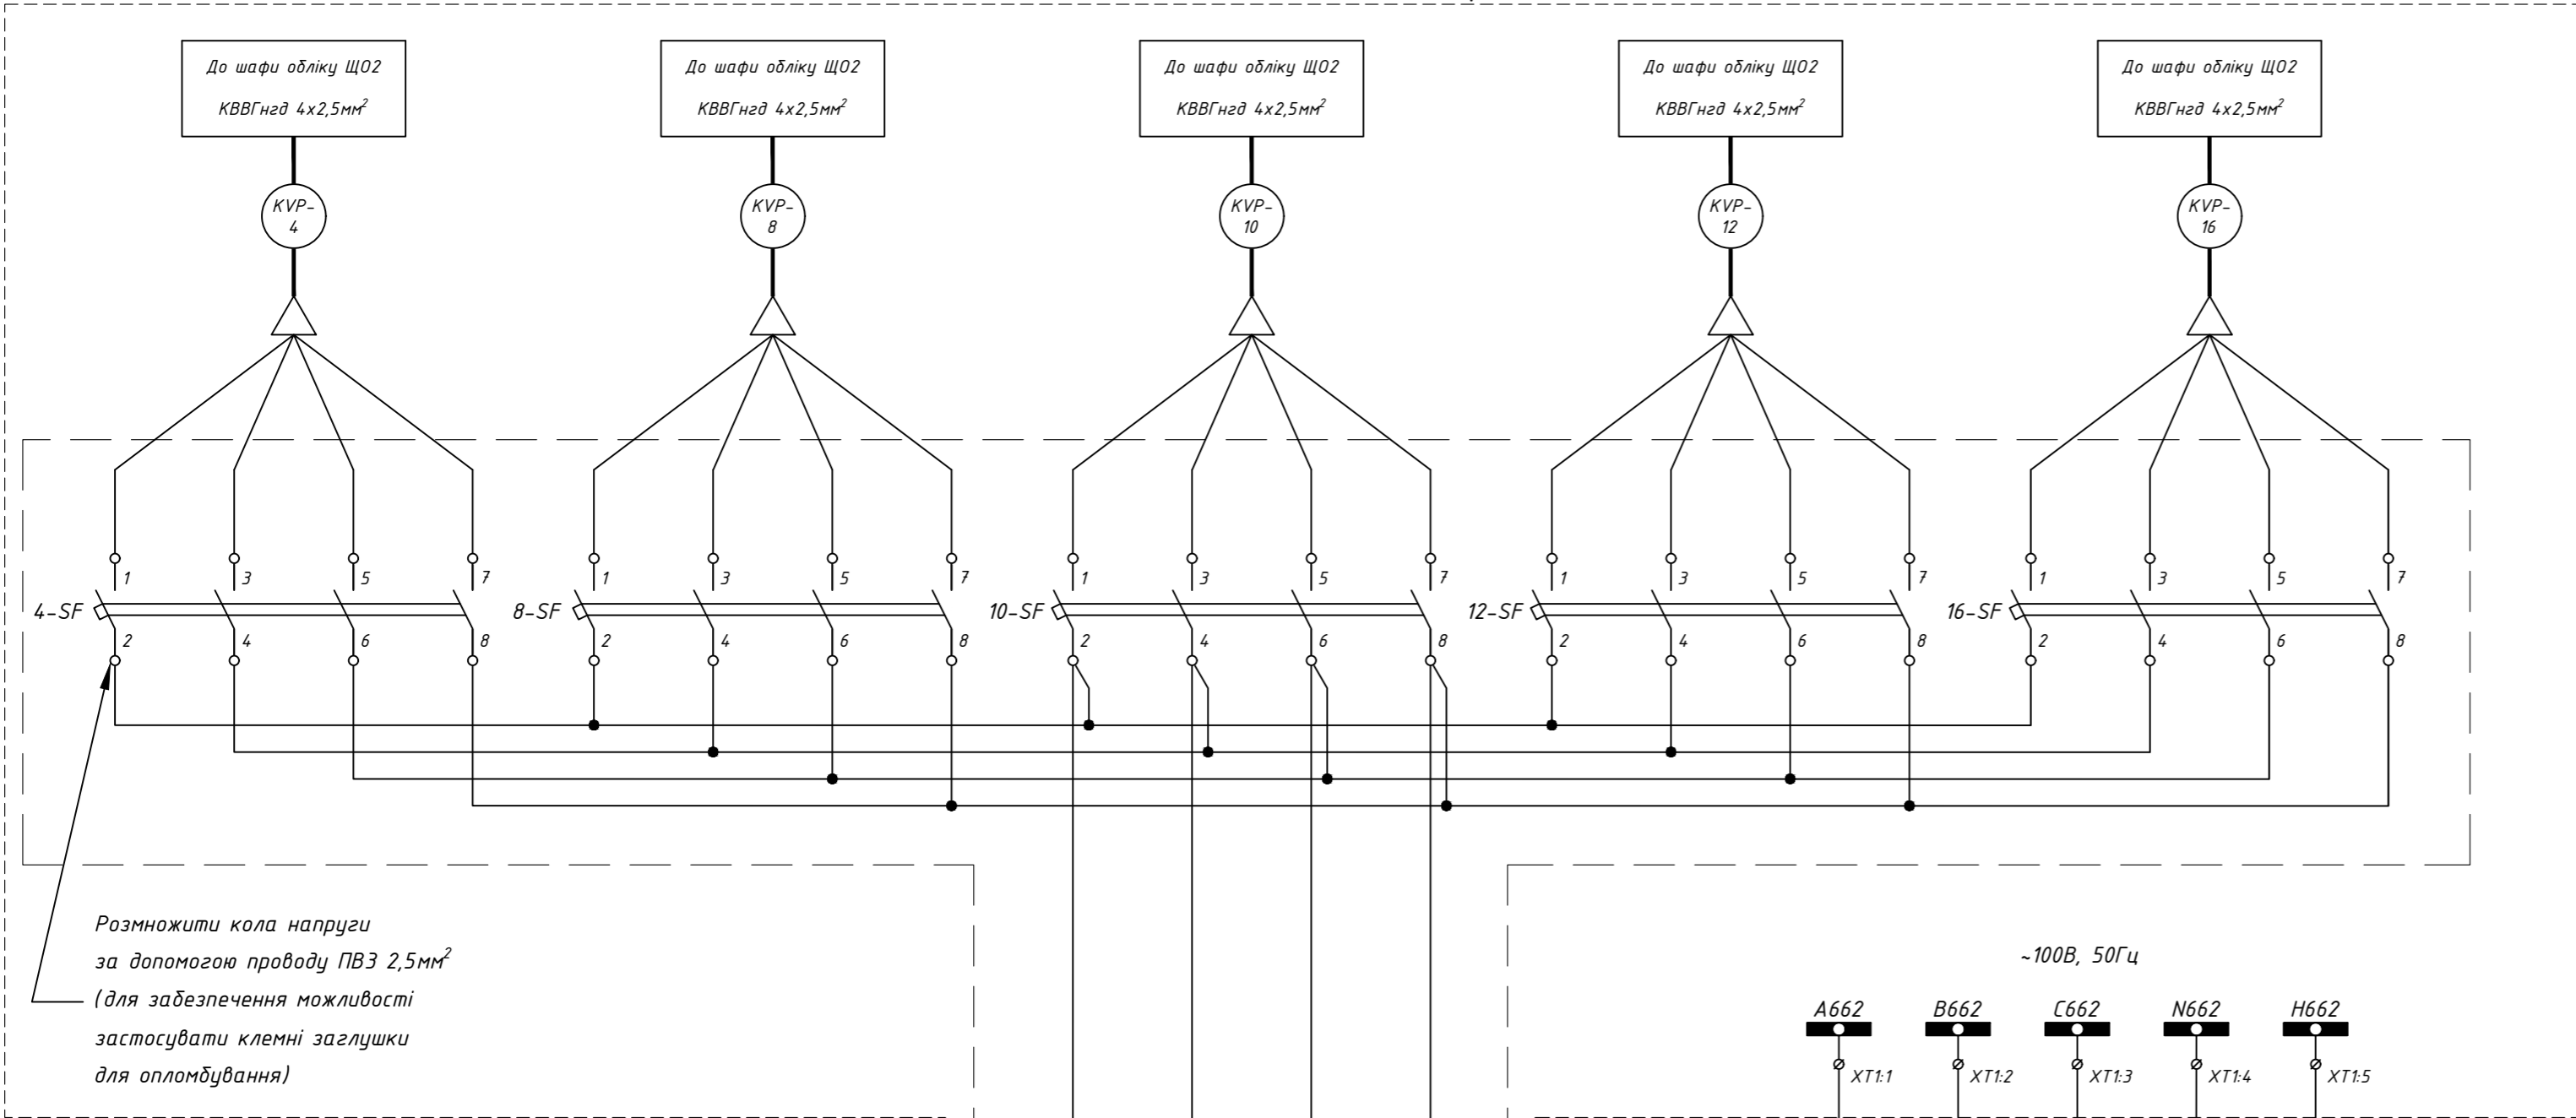 До шафи обліку ЩО2
КВВГнгд 4х2,5мм²
До шафи обліку ЩО2
КВВГнгд 4х2,5мм²
До шафи обліку ЩО2
КВВГнгд 4х2,5мм²
До шафи обліку ЩО2
КВВГнгд 4х2,5мм²
До шафи обліку ЩО2
КВВГнгд 4х2,5мм²
KVP-
4
KVP-
8
KVP-
10
KVP-
12
KVP-
16
1 3 5 7
1 3 5 7
1 3 5 7
1 3 5 7
1 3 5 7
4-SF
8-SF
10-SF
12-SF
16-SF
2 4 6 8
2 4 6 8
2 4 6 8
2 4 6 8
2 4 6 8
Розмножити кола напруги
за допомогою проводу ПВ3 2,5мм²
(для забезпечення можливості
застосувати клемні заглушки
для опломбування)
~100В, 50Гц
A662 B662 C662 N662 H662
XT1:1 XT1:2 XT1:3 XT1:4 XT1:5